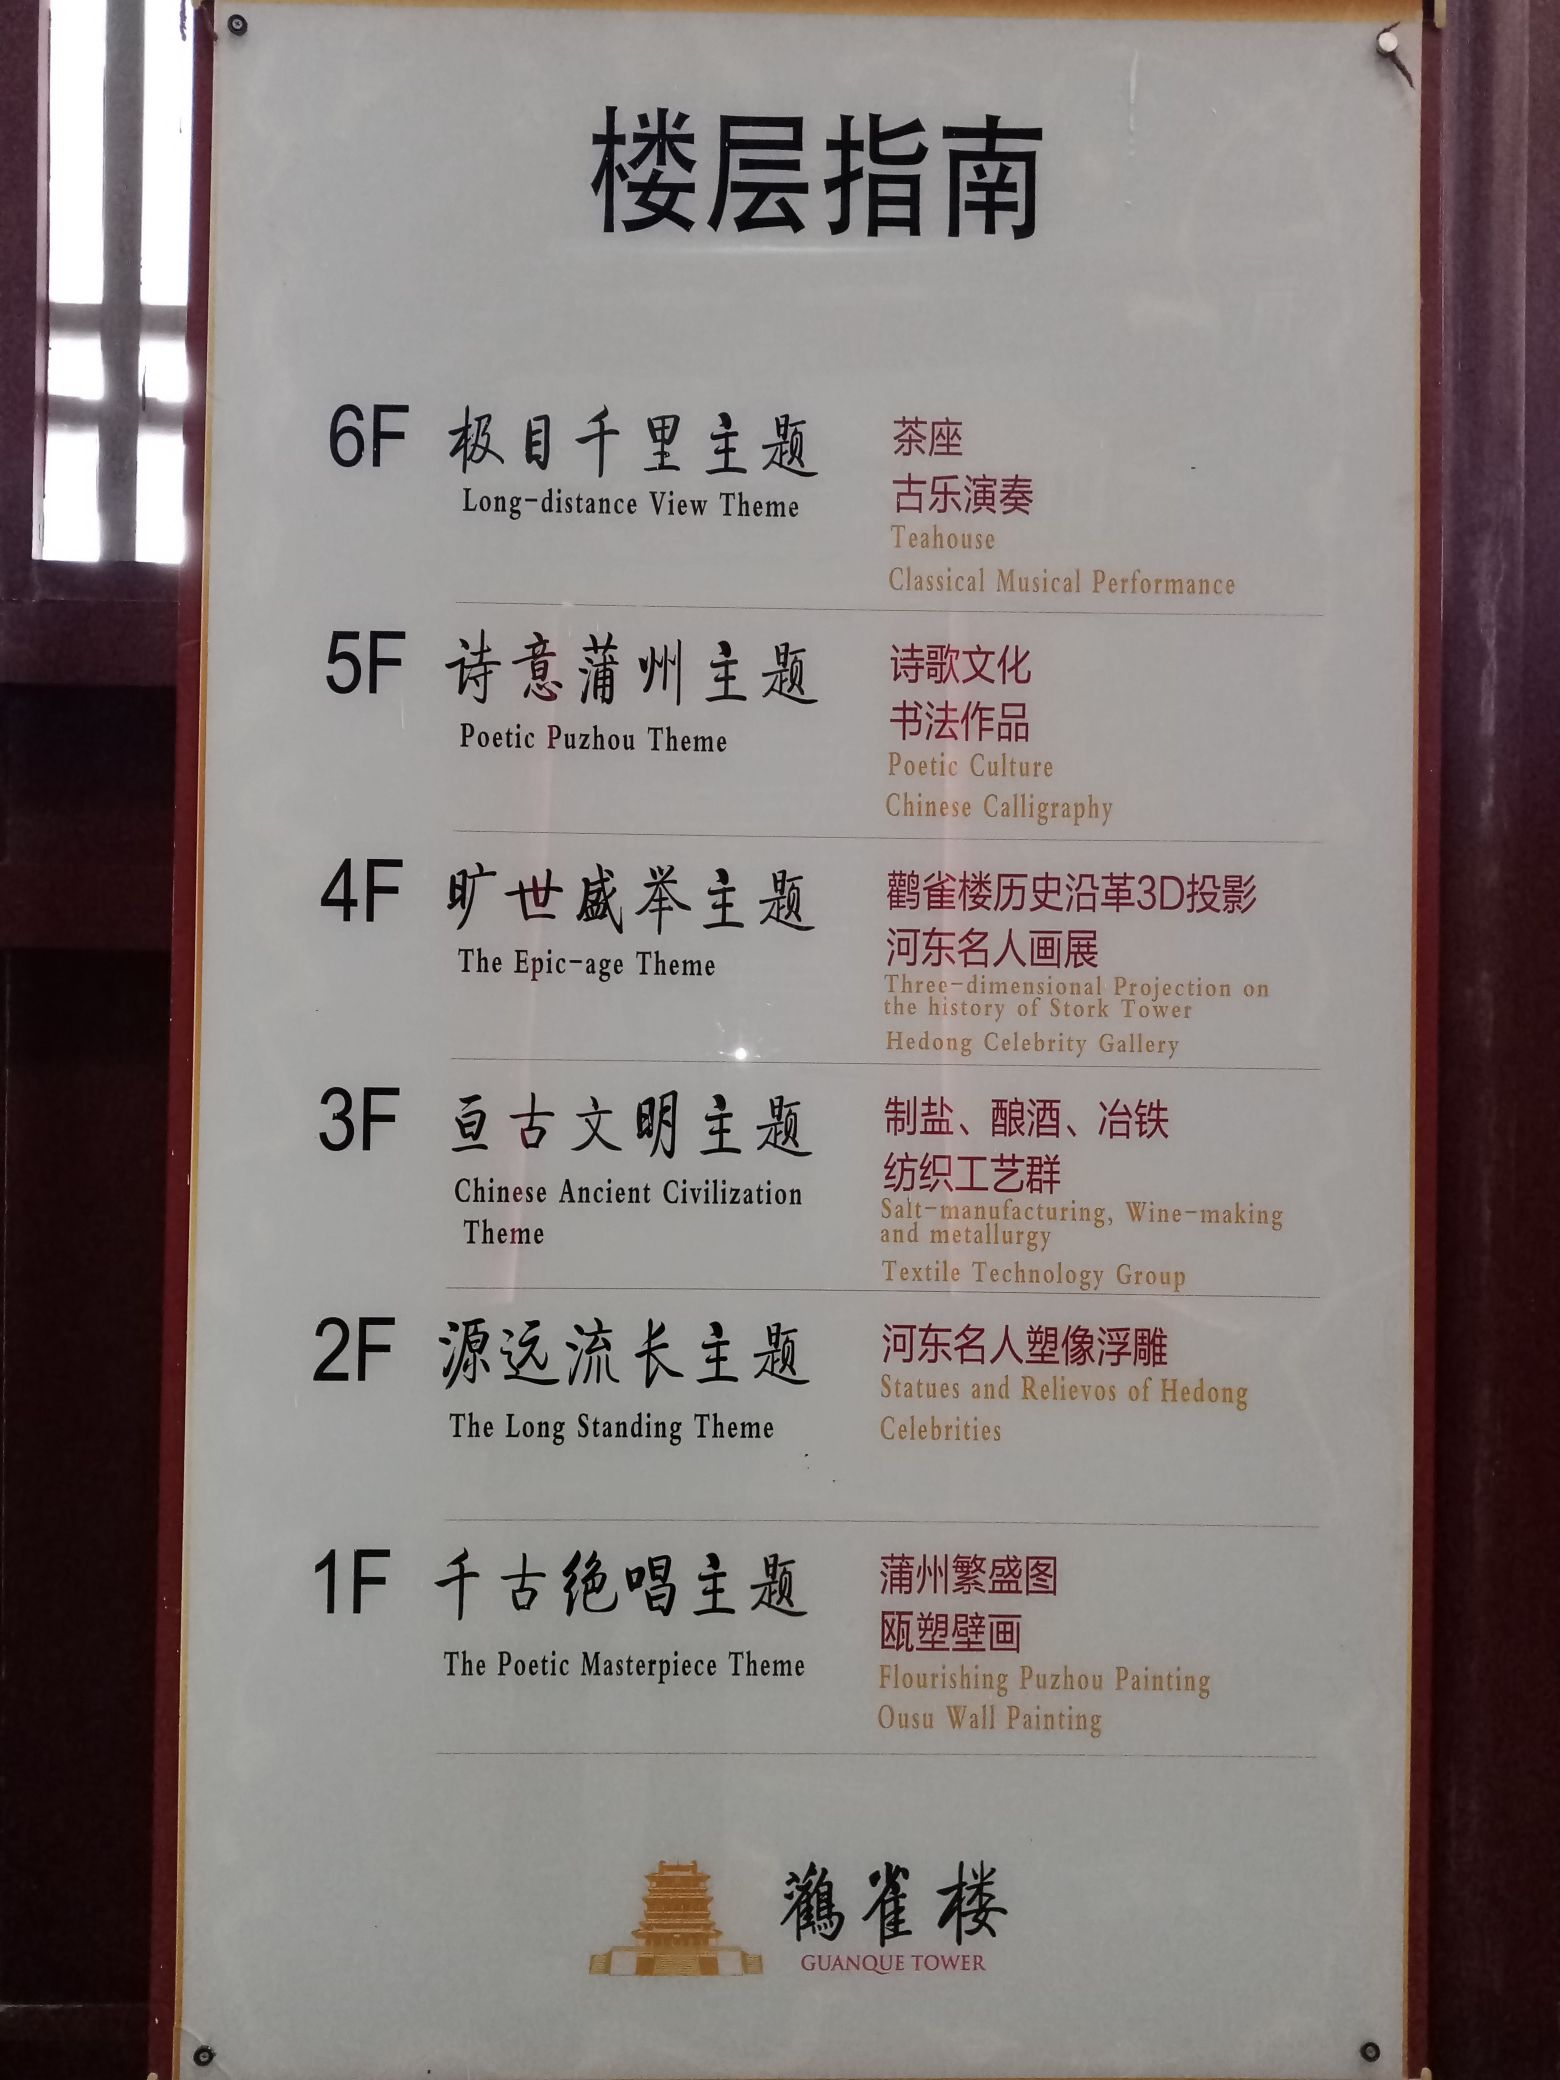 楼层指南
6F 极目千里主题
Long-distance View Theme
茶座
古乐演奏
Teahouse
Classical Musical Performance
5F 诗意蒲州主题
Poetic Puzhou Theme
诗歌文化
书法作品
Poetic Culture
Chinese Calligraphy
4F 旷世盛举主题
The Epic-age Theme
鹳雀楼历史沿革3D投影
河东名人画展
Three-dimensional Projection on
the history of Stork Tower
Hedong Celebrity Gallery
3F 亘古文明主题
Chinese Ancient Civilization
Theme
制盐、酿酒、冶铁
纺织工艺群
Salt-manufacturing, Wine-making
and metallurgy
Textile Technology Group
2F 源远流长主题
The Long Standing Theme
河东名人塑像浮雕
Statues and Relievos of Hedong
Celebrities
1F 千古绝唱主题
The Poetic Masterpiece Theme
蒲州繁盛图
瓯塑壁画
Flourishing Puzhou Painting
Ousu Wall Painting
鸛雀楼
GUANQUE TOWER